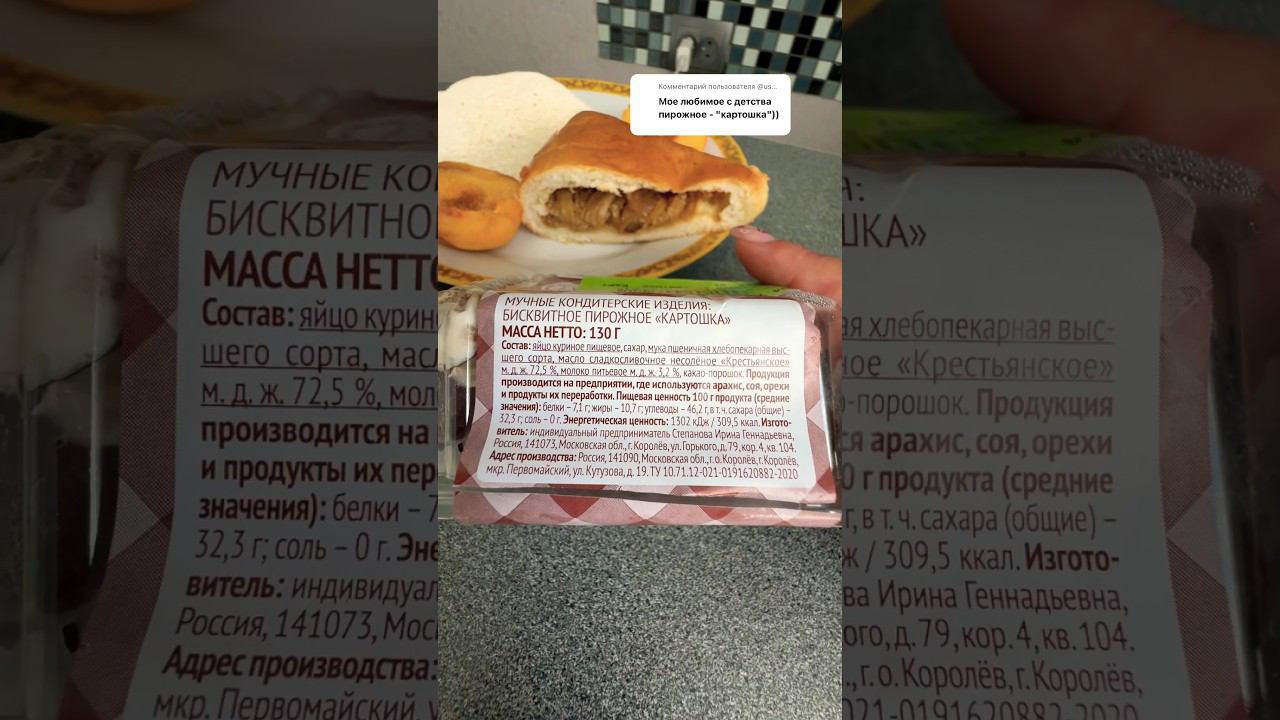 Комментарий пользователя @us...
Мое любимое с детства
пирожное - "картошка"))
МУЧНЫЕ КОНДИТЕРСКИЕ ИЗДЕЛИЯ:
БИСКВИТНОЕ ПИРОЖНОЕ «КАРТОШКА»
МАССА НЕТТО: 130 Г
Состав: яйцо куриное пищевое, сахар, мука пшеничная хлебопекарная выс-
шего сорта, масло сладкосливочное несолёное «Крестьянское»
м. д. ж. 72,5 %, молоко питьевое м. д. ж. 3,2 %, какао-порошок. Продукция
производится на предприятии, где используются арахис, соя, орехи
и продукты их переработки. Пищевая ценность 100 г продукта (средние
значения): белки – 7,1 г; жиры – 10,7 г; углеводы – 46,2 г, в т. ч. сахара (общие) –
32,3 г; соль – 0 г. Энергетическая ценность: 1302 кДж / 309,5 ккал. Изгото-
витель: индивидуальный предприниматель Степанова Ирина Геннадьевна,
Россия, 141073, Московская обл., г. Королёв, ул. Горького, д. 79, кор. 4, кв. 104.
Адрес производства: Россия, 141090, Московская обл., г. о. Королёв, г. Королёв,
мкр. Первомайский, ул. Кутузова, д. 19. ТУ 10.71.12-021-0191620882-2020